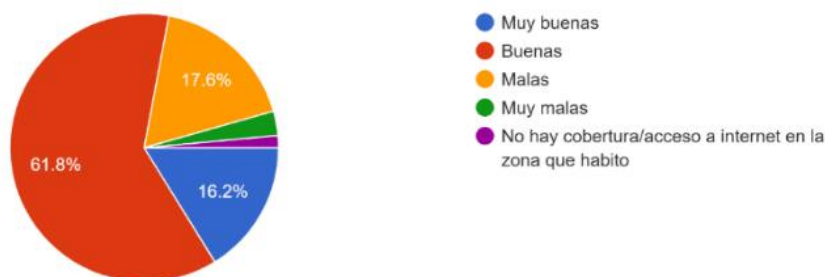 17.6%
61.8%
16.2%
Muy buenas
Buenas
Malas
Muy malas
No hay cobertura/acceso a internet en la
zona que habito